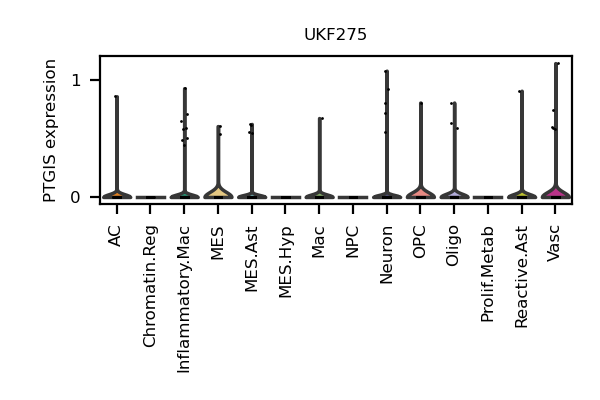 UKF275
PTGIS expression
1
0
AC
Chromatin.Reg
Inflammatory.Mac
MES
MES.Ast
MES.Hyp
Mac
NPC
Neuron
OPC
Oligo
Prolif.Metab
Reactive.Ast
Vasc